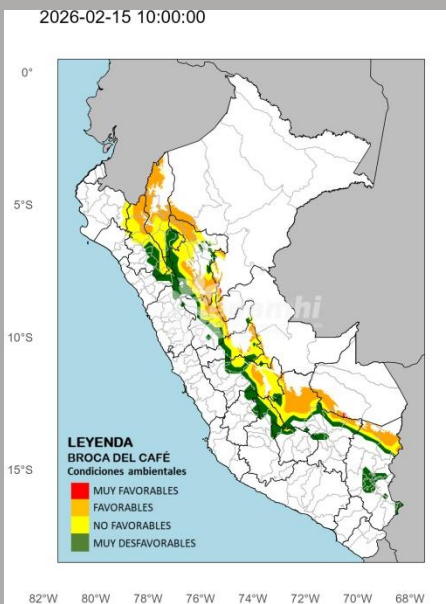 2026-02-15 10:00:00
0°
5°S
10°S
15°S
senamhi
LEYENDA
BROCA DEL CAFÉ
Condiciones ambientales
MUY FAVORABLES
FAVORABLES
NO FAVORABLES
MUY DESFAVORABLES
82°W 80°W 78°W 76°W 74°W 72°W 70°W 68°W